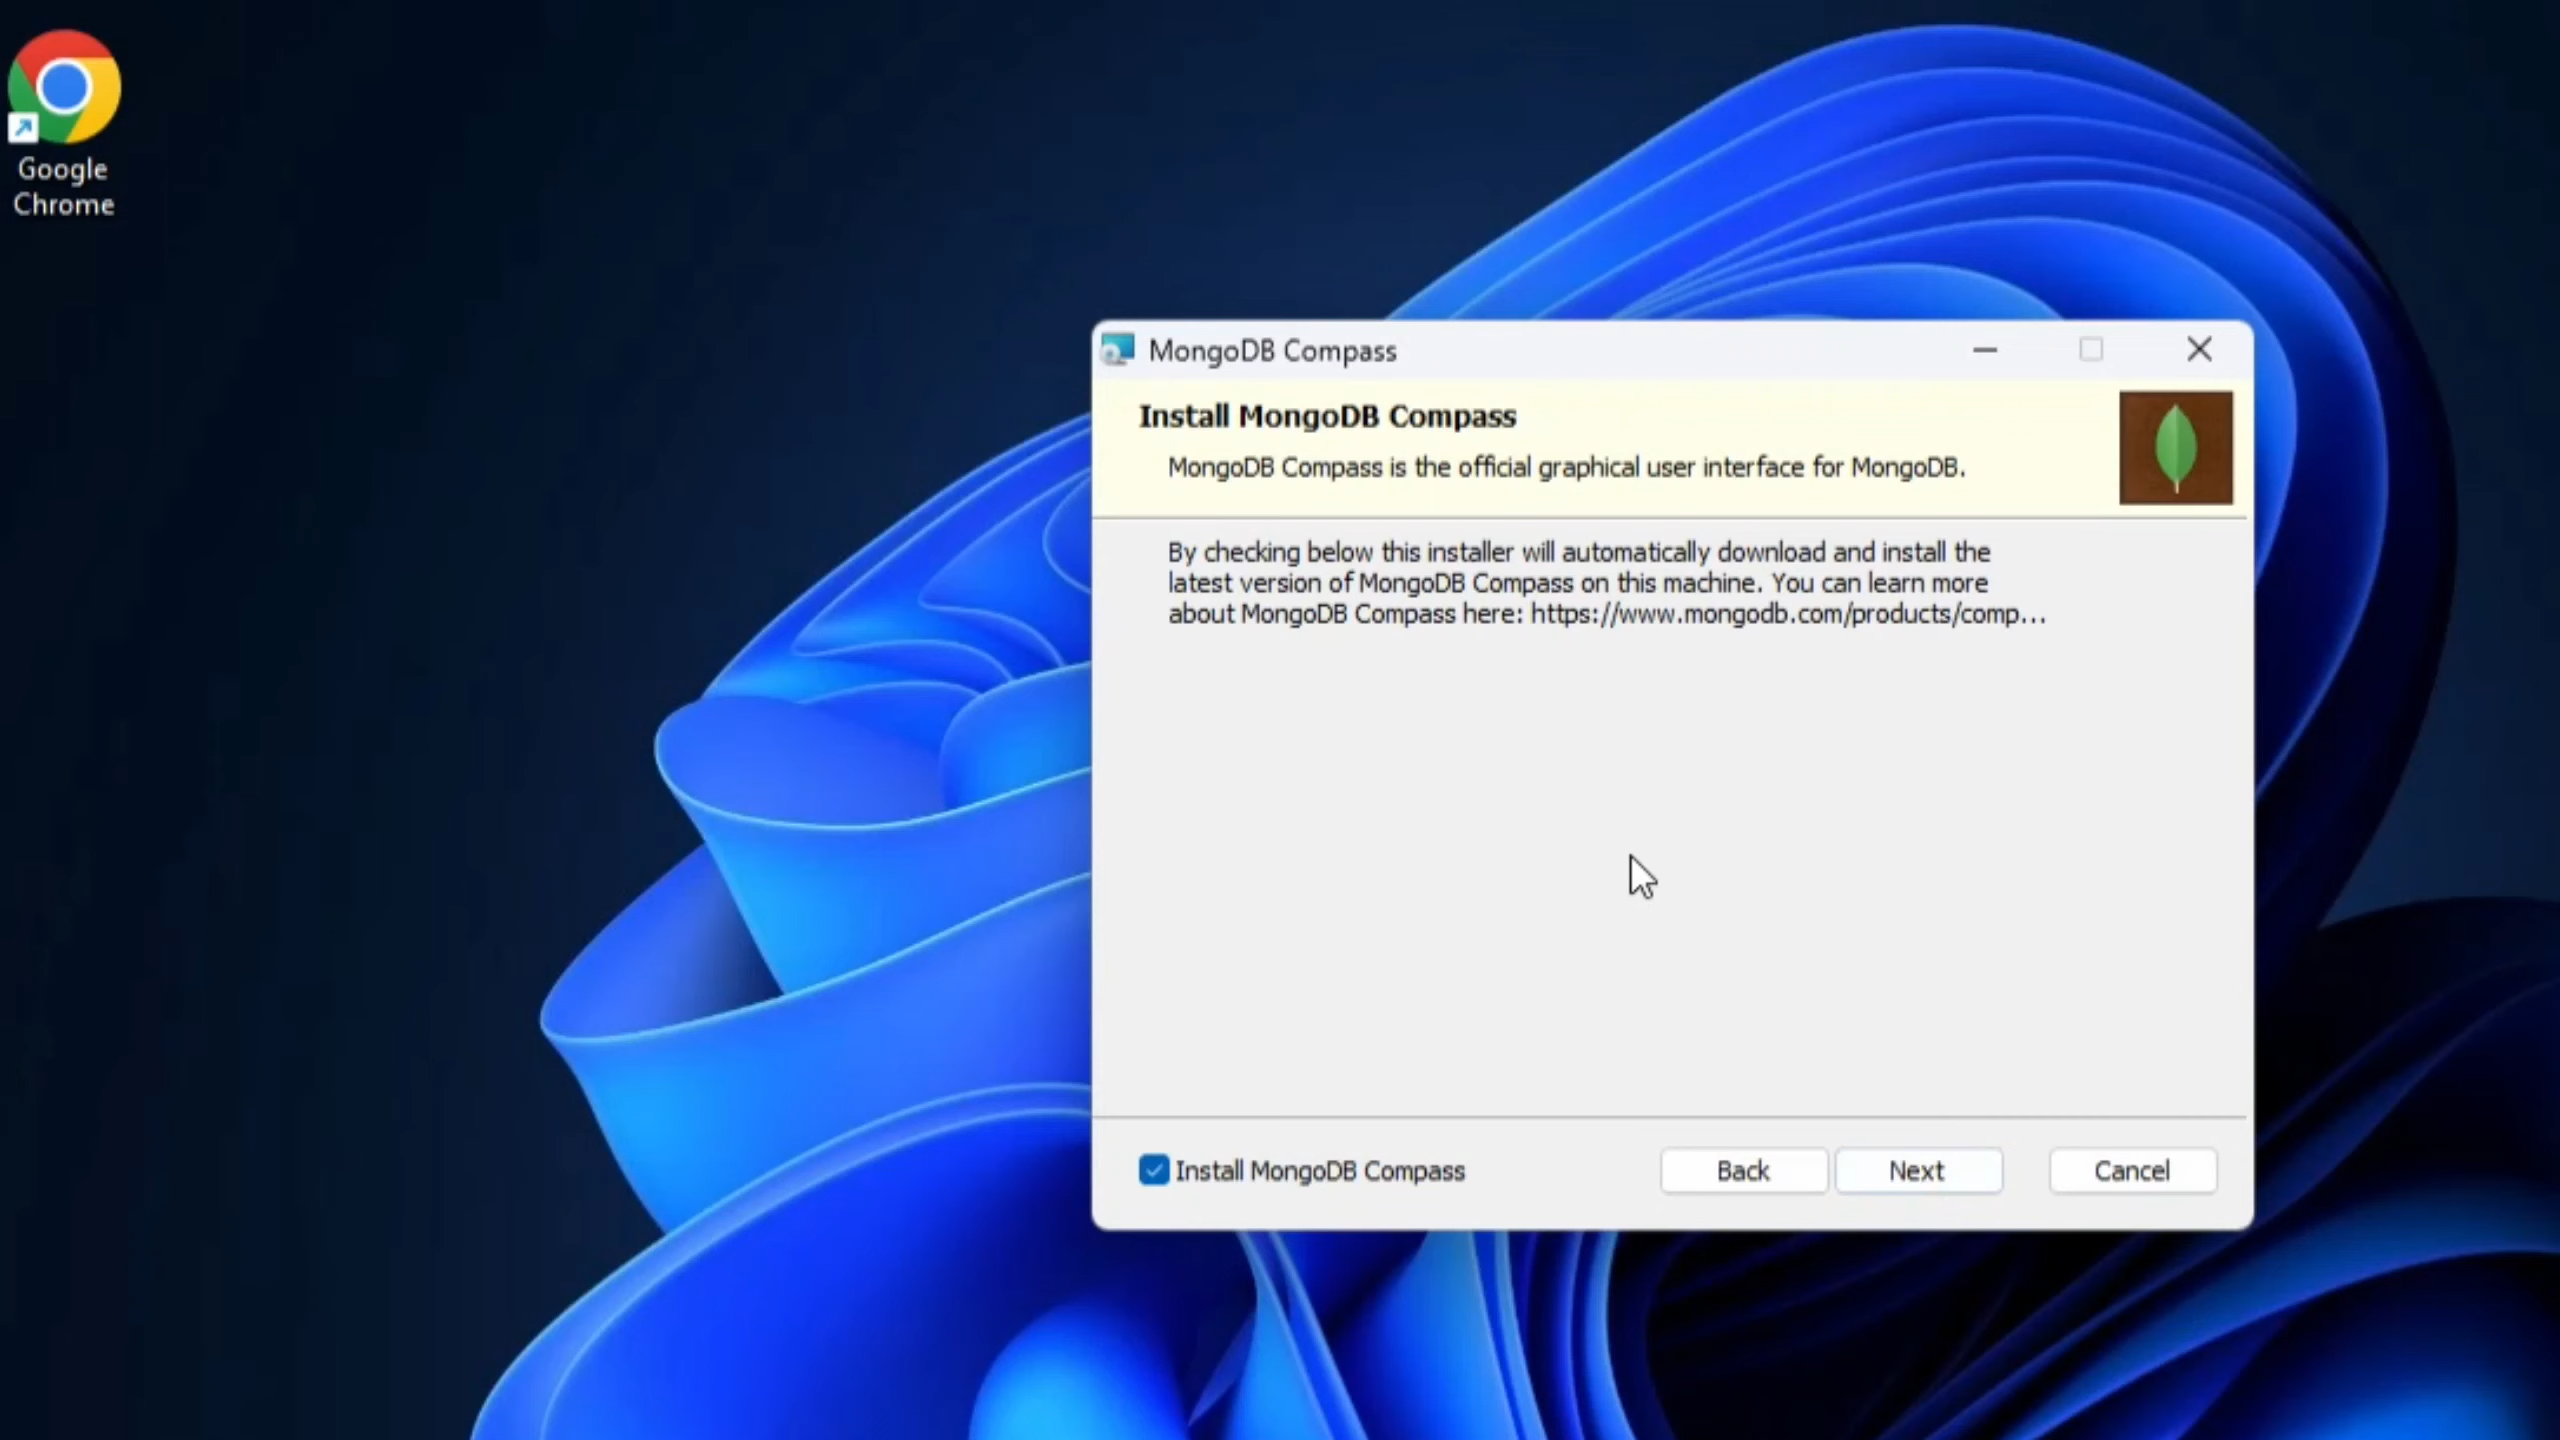 Google
Chrome
MongoDB Compass
Install MongoDB Compass
MongoDB Compass is the official graphical user interface for MongoDB.
By checking below this installer will automatically download and install the
latest version of MongoDB Compass on this machine. You can learn more
about MongoDB Compass here: https://www.mongodb.com/products/comp...
Install MongoDB Compass
Back
Next
Cancel